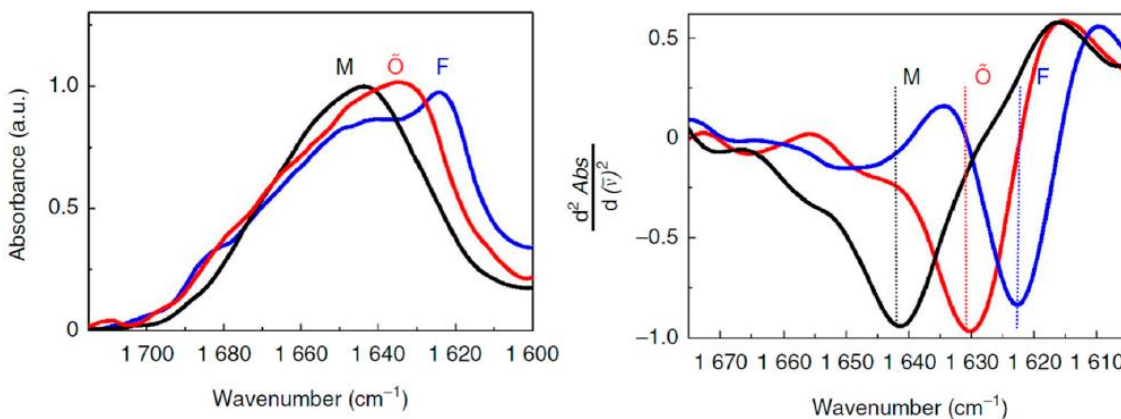 Absorbance (a.u.)
1.0
0.5
0
M Õ F
1 700 1 680 1 660 1 640 1 620 1 600
Wavenumber (cm⁻¹)
d² Abs
d (ṽ)²
0.5
0
−0.5
−1.0
M Õ F
1 670 1 660 1 650 1 640 1 630 1 620 1 610
Wavenumber (cm⁻¹)